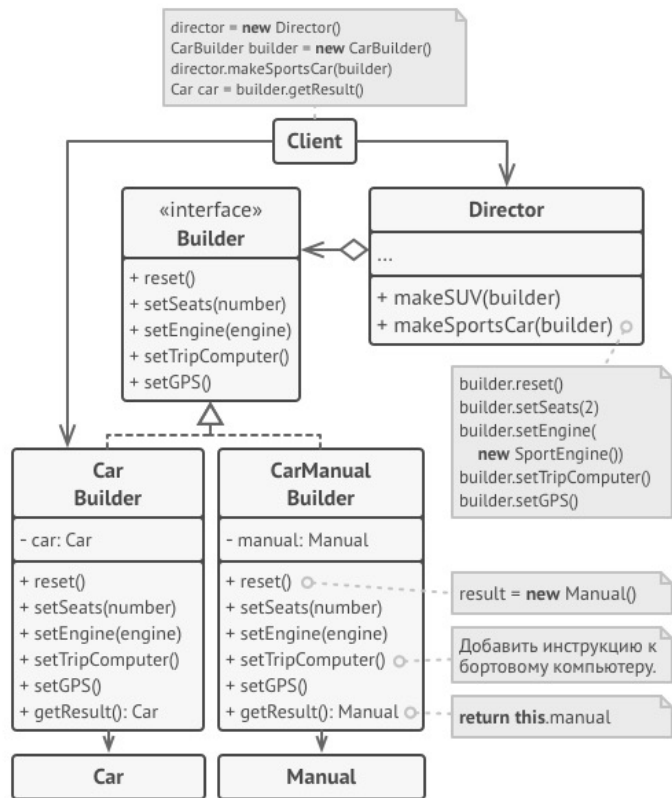 director = new Director()
CarBuilder builder = new CarBuilder()
director.makeSportsCar(builder)
Car car = builder.getResult()
Client
«interface»
Builder
+ reset()
+ setSeats(number)
+ setEngine(engine)
+ setTripComputer()
+ setGPS()
Director
...
+ makeSUV(builder)
+ makeSportsCar(builder)
builder.reset()
builder.setSeats(2)
builder.setEngine(
new SportEngine())
builder.setTripComputer()
builder.setGPS()
Car
Builder
- car: Car
+ reset()
+ setSeats(number)
+ setEngine(engine)
+ setTripComputer()
+ setGPS()
+ getResult(): Car
Car
CarManual
Builder
- manual: Manual
+ reset()
+ setSeats(number)
+ setEngine(engine)
+ setTripComputer()
+ setGPS()
+ getResult(): Manual
Manual
result = new Manual()
Добавить инструкцию к
бортовому компьютеру.
return this.manual